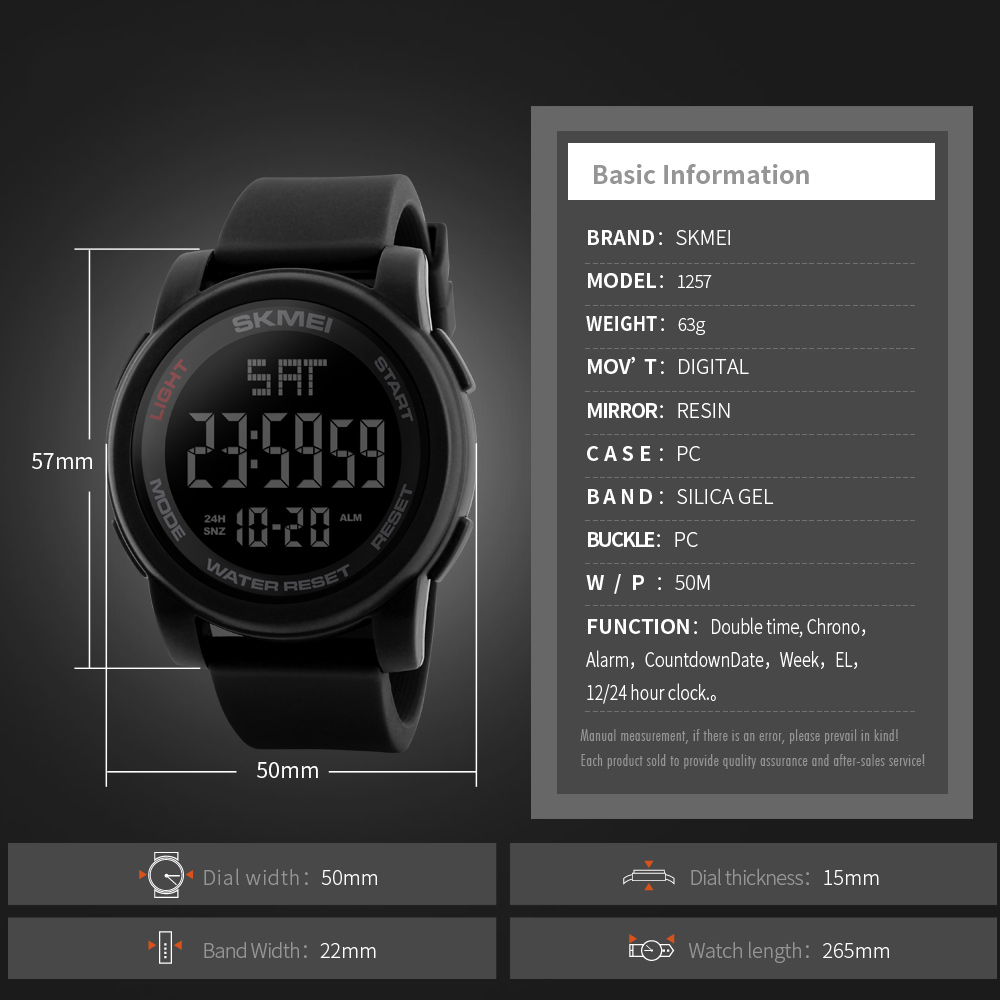 Basic Information
BRAND： SKMEI
MODEL： 1257
WEIGHT： 63g
MOV’T： DIGITAL
MIRROR： RESIN
CASE： PC
BAND： SILICA GEL
BUCKLE： PC
W / P ： 50M
FUNCTION： Double time, Chrono，
Alarm，CountdownDate，Week，EL，
12/24 hour clock.。
Manual measurement, if there is an error, please prevail in kind!
Each product sold to provide quality assurance and after-sales service!
SKMEI
LIGHT
START
SAT
23:59 59
MODE
RESET
24H
SNZ
10-20
ALM
WATER RESET
57mm
50mm
Dial width： 50mm
Dial thickness： 15mm
Band Width： 22mm
Watch length： 265mm